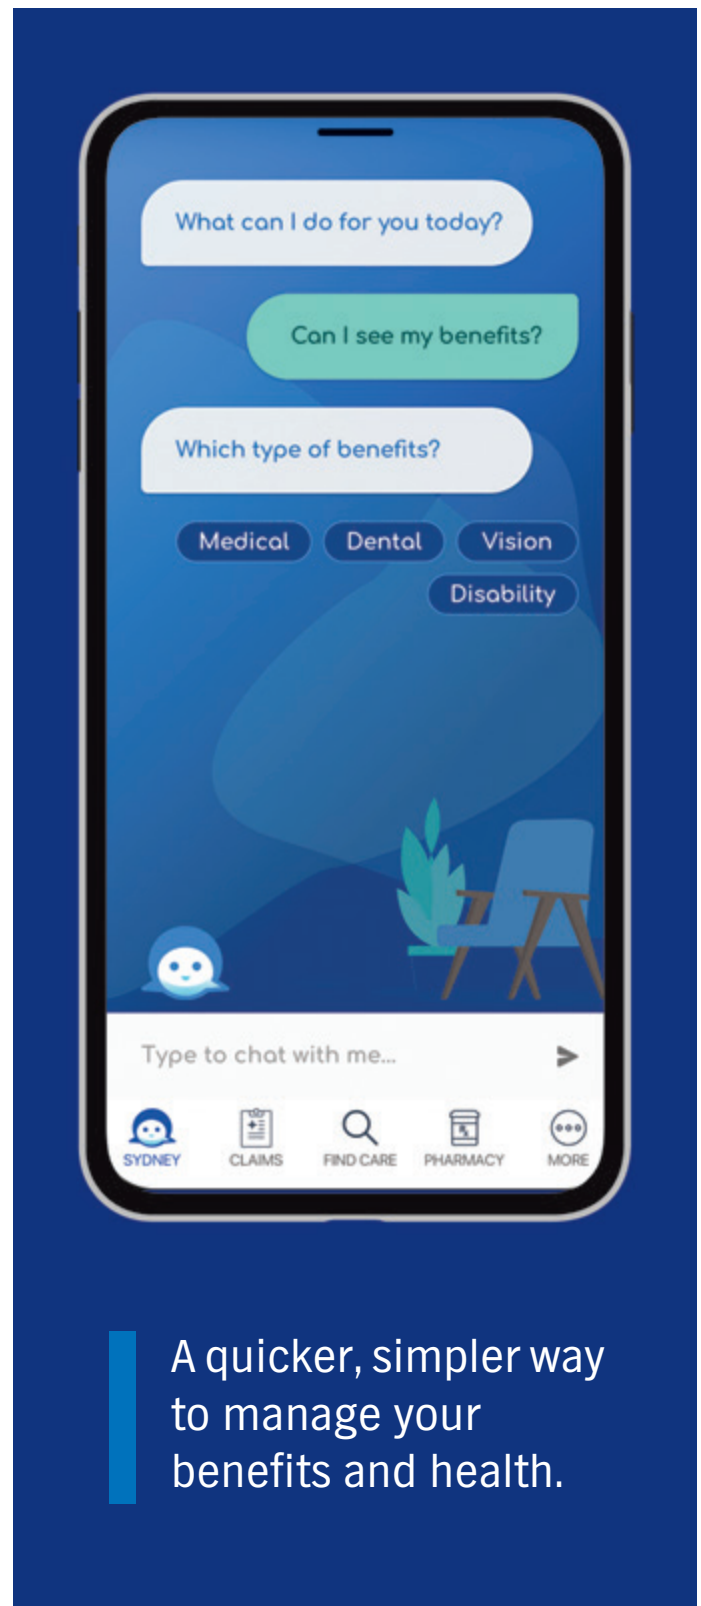 What can I do for you today?
Can I see my benefits?
Which type of benefits?
Medical Dental Vision
Disability
Type to chat with me...
SYDNEY CLAIMS FIND CARE PHARMACY MORE
A quicker, simpler way
to manage your
benefits and health.